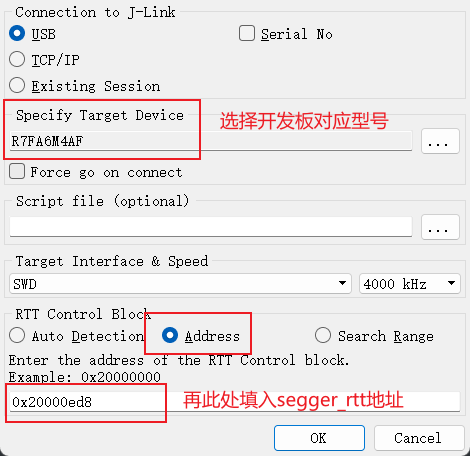 Connection to J-Link
USB
Serial No
TCP/IP
Existing Session
Specify Target Device
选择开发板对应型号
R7FA6M4AF
...
Force go on connect
Script file (optional)
...
Target Interface & Speed
SWD
4000 kHz
RTT Control Block
Auto Detection
Address
Search Range
Enter the address of the RTT Control block.
Example: 0x20000000
0x20000ed8
再此处填入segger_rtt地址
OK
Cancel